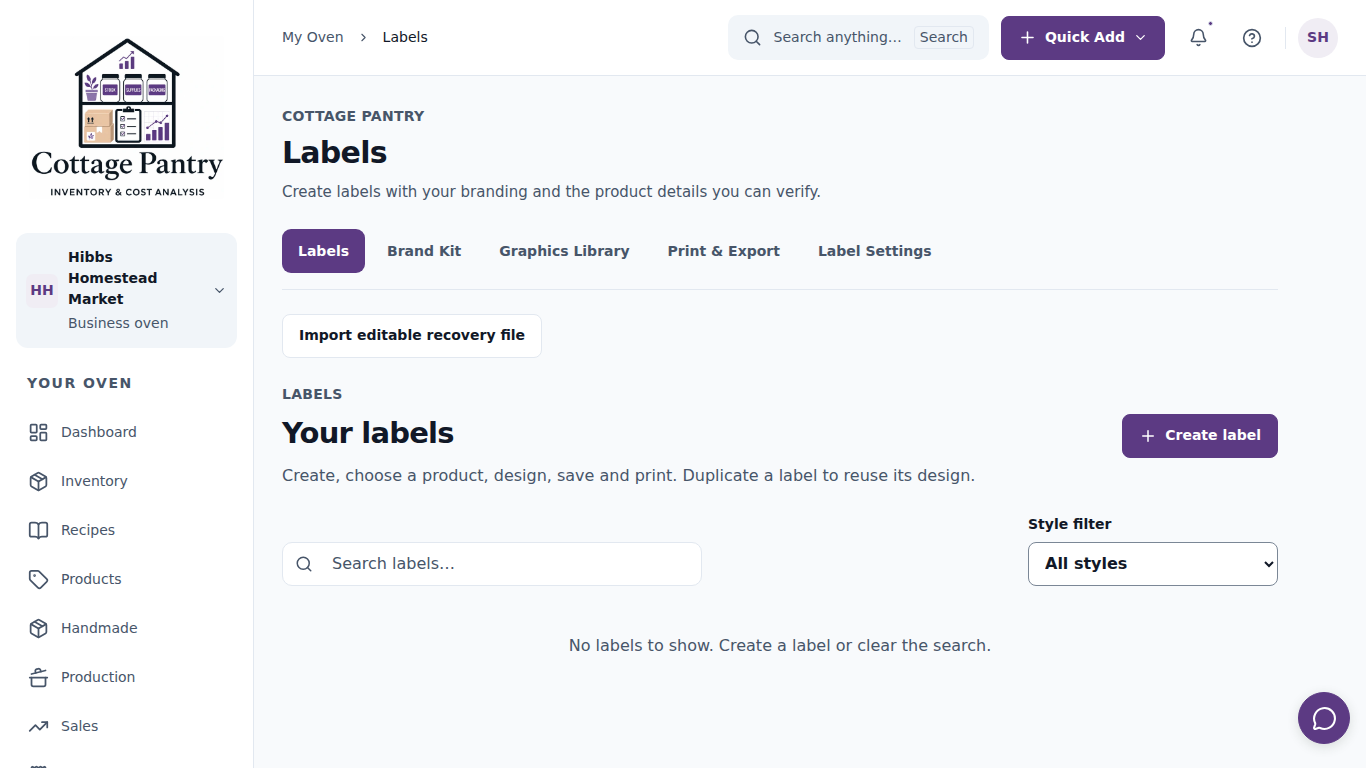 Cottage Pantry
INVENTORY & COST ANALYSIS
HH
Hibbs
Homestead
Market
Business oven
YOUR OVEN
Dashboard
Inventory
Recipes
Products
Handmade
Production
Sales
My Oven > Labels
Search anything... Search
Quick Add
SH
COTTAGE PANTRY
Labels
Create labels with your branding and the product details you can verify.
Labels Brand Kit Graphics Library Print & Export Label Settings
Import editable recovery file
LABELS
Your labels
Create label
Create, choose a product, design, save and print. Duplicate a label to reuse its design.
Style filter
Search labels...
All styles
No labels to show. Create a label or clear the search.